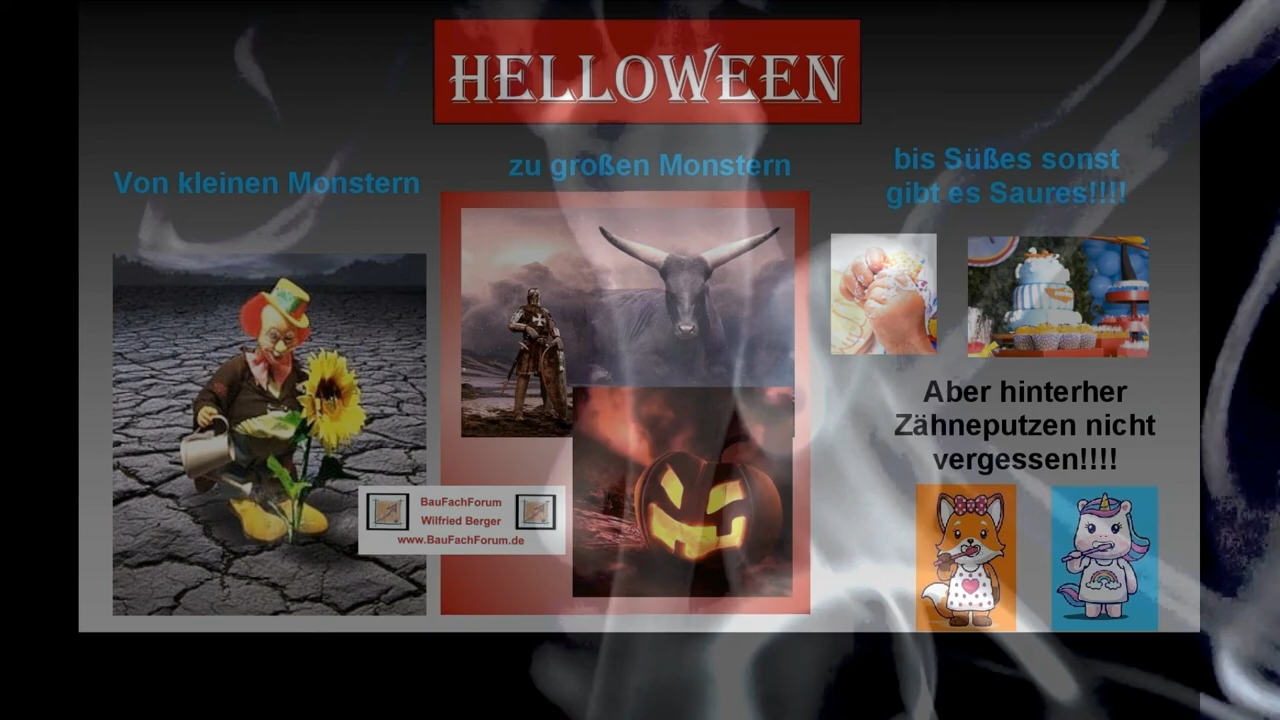 HELLOWEEN
Von kleinen Monstern
zu großen Monstern
bis Süßes sonst
gibt es Saures!!!!
Aber hinterher
Zähneputzen nicht
vergessen!!!!
BauFachForum
Wilfried Berger
www.BauFachForum.de